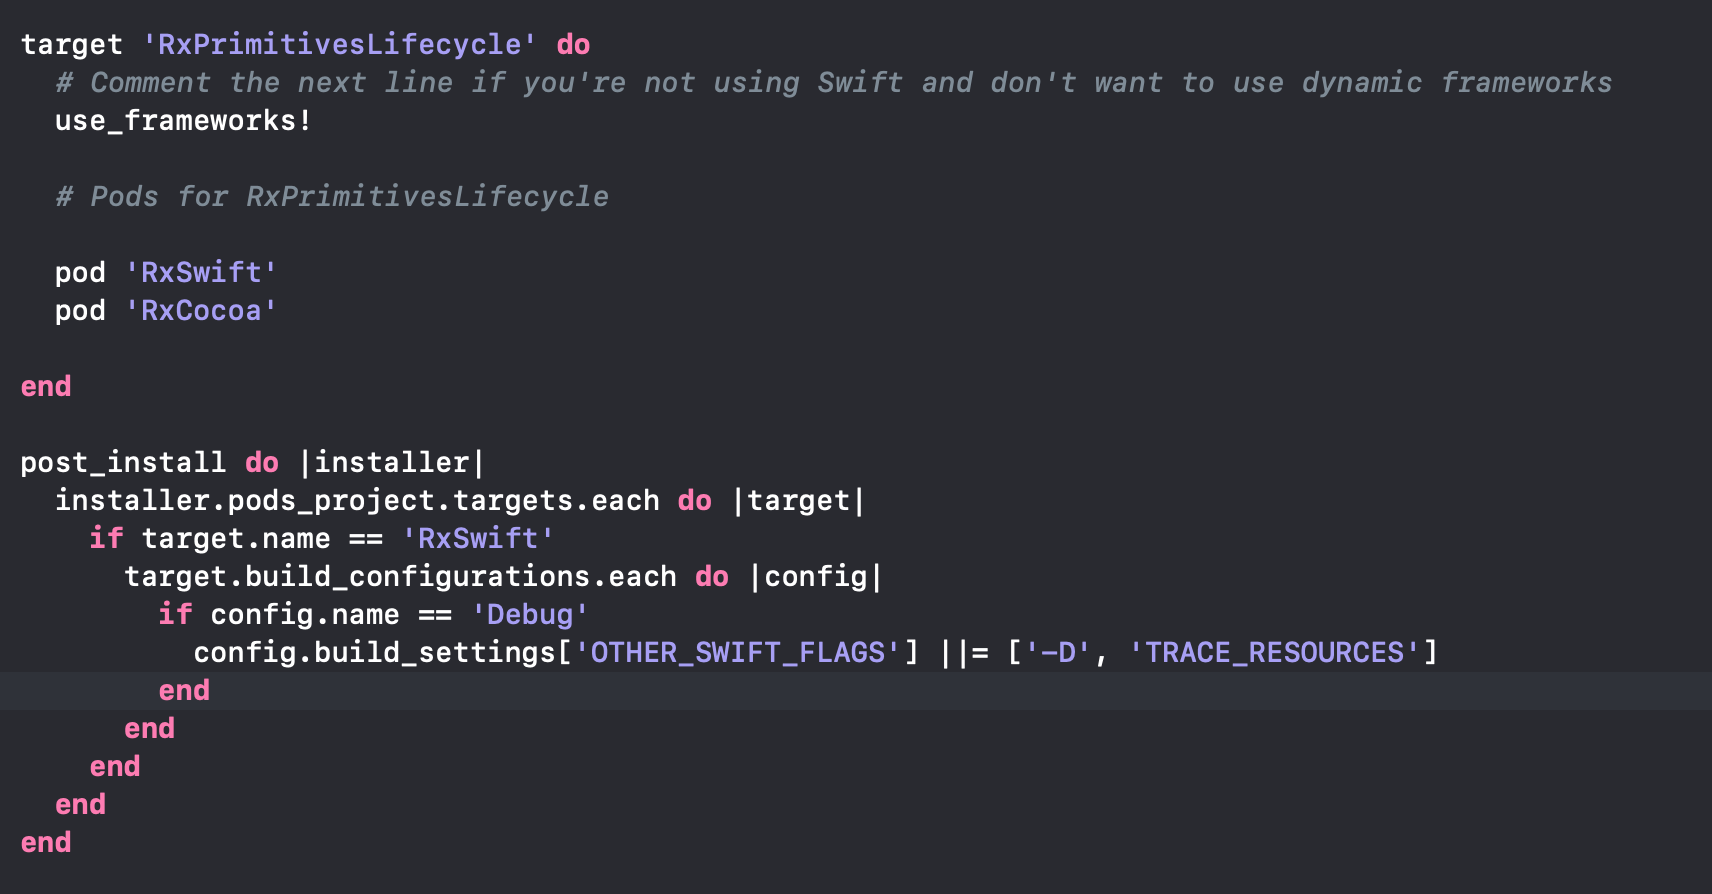 target 'RxPrimitivesLifecycle' do
  # Comment the next line if you're not using Swift and don't want to use dynamic frameworks
  use_frameworks!

  # Pods for RxPrimitivesLifecycle

  pod 'RxSwift'
  pod 'RxCocoa'

end

post_install do |installer|
  installer.pods_project.targets.each do |target|
    if target.name == 'RxSwift'
      target.build_configurations.each do |config|
        if config.name == 'Debug'
          config.build_settings['OTHER_SWIFT_FLAGS'] ||= ['-D', 'TRACE_RESOURCES']
        end
      end
    end
  end
end